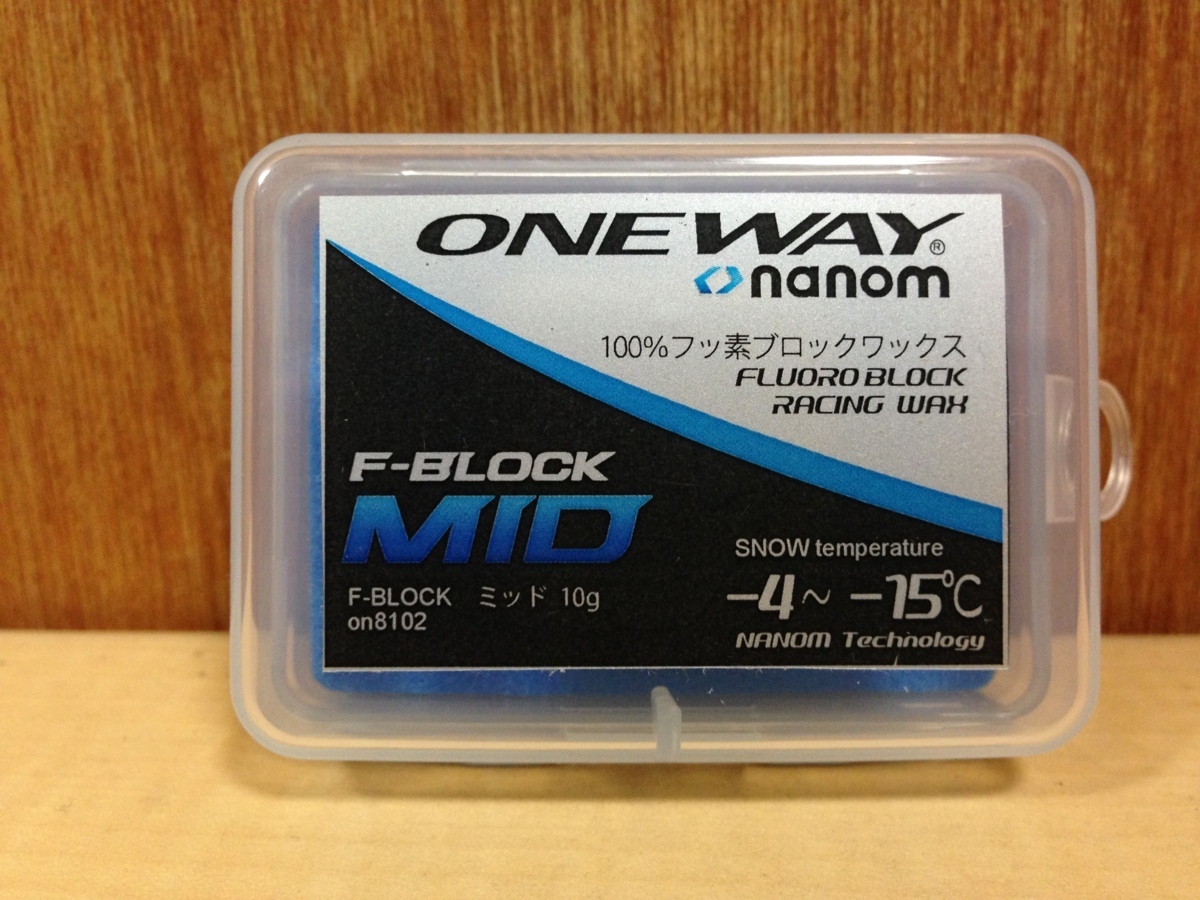 ONE WAY®
nanom
100%フッ素ブロックワックス
FLUORO BLOCK
RACING WAX
F-BLOCK
MID
F-BLOCK ミッド 10g
on8102
SNOW temperature
-4～ -15℃
NANOM Technology